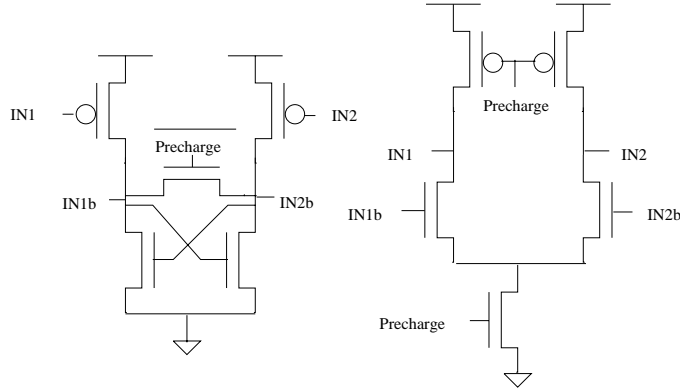 Precharge
IN1
IN2
Precharge
IN1
IN2
IN1b
IN2b
IN1b
IN2b
Precharge